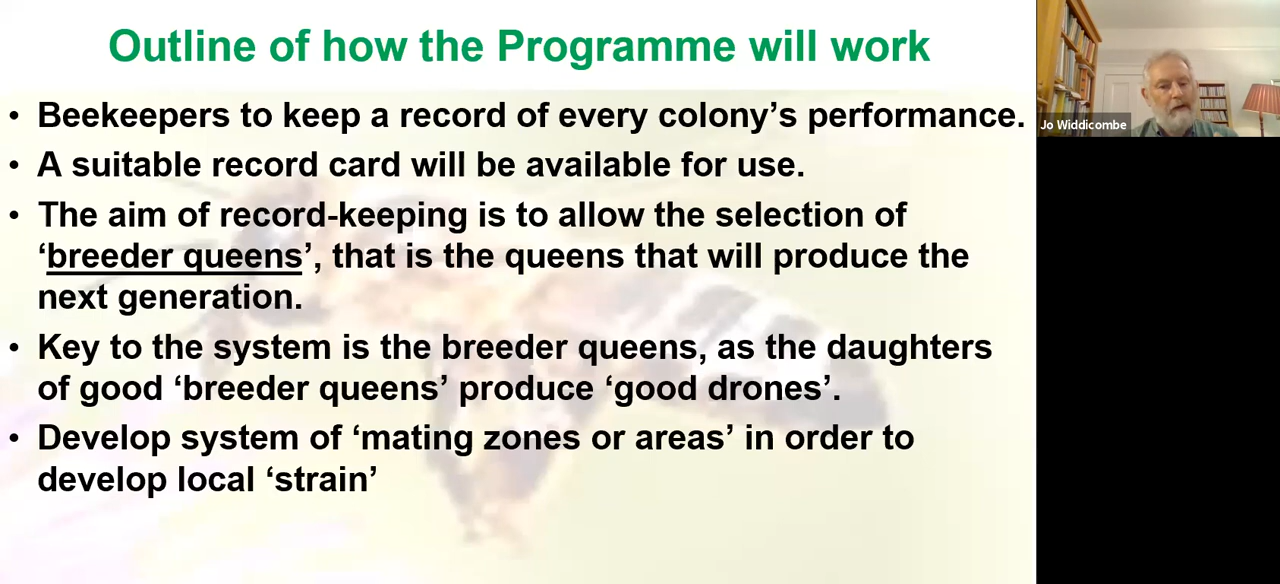 Outline of how the Programme will work
• Beekeepers to keep a record of every colony’s performance.
• A suitable record card will be available for use.
• The aim of record-keeping is to allow the selection of
‘breeder queens’, that is the queens that will produce the
next generation.
• Key to the system is the breeder queens, as the daughters
of good ‘breeder queens’ produce ‘good drones’.
• Develop system of ‘mating zones or areas’ in order to
develop local ‘strain’
Jo Widdicombe